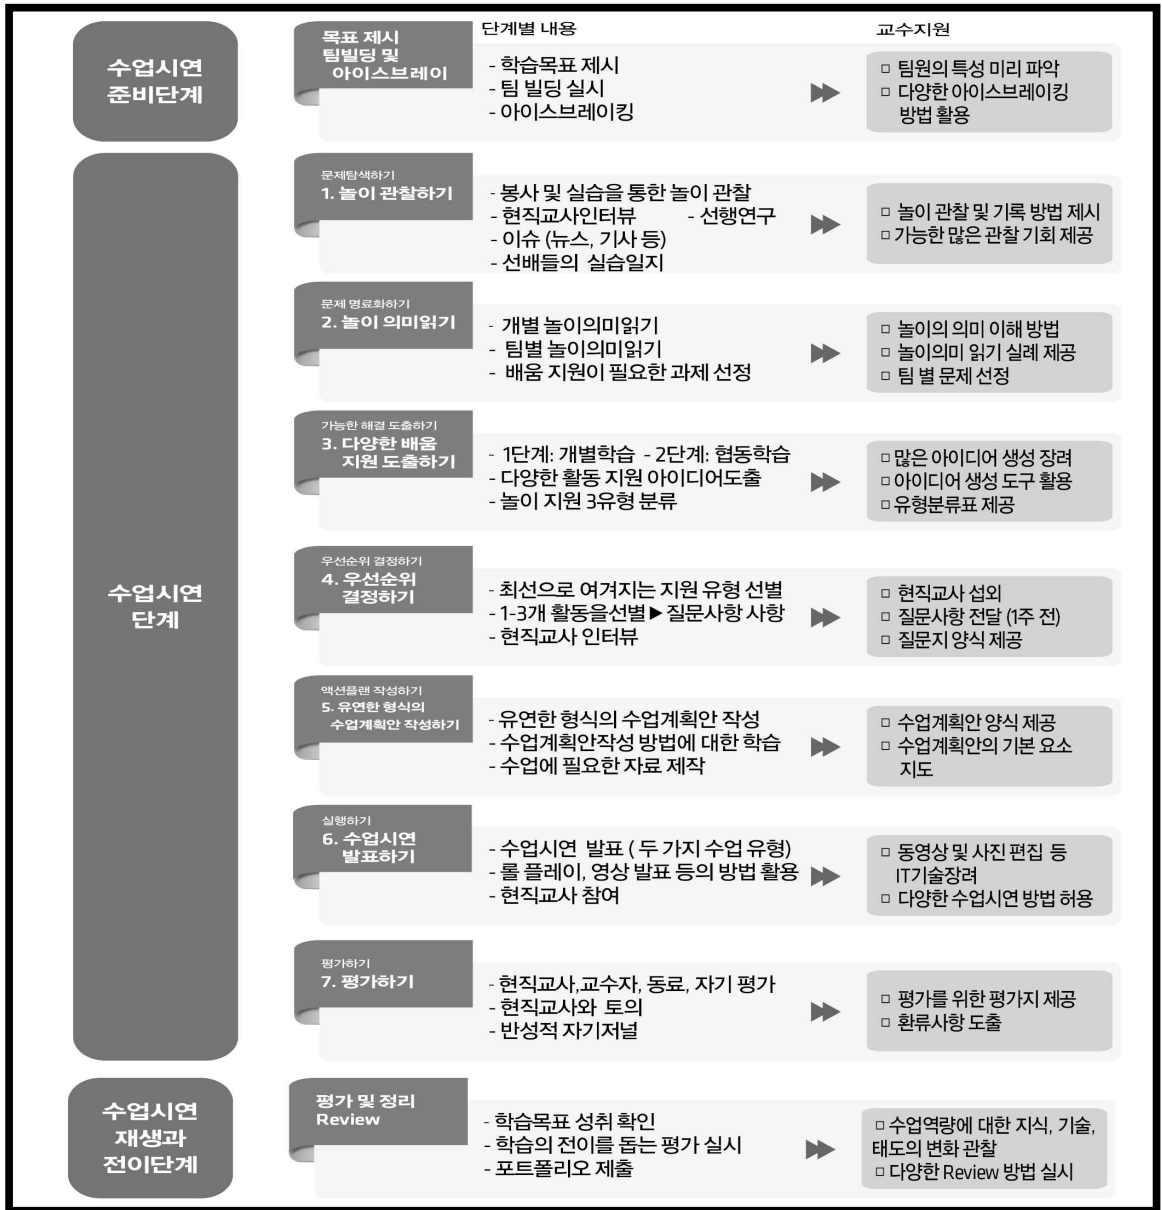 단계별 내용
교수지원
수업시연
준비단계
목표 제시
팀빌딩 및
아이스브레이
- 학습목표 제시
- 팀 빌딩 실시
- 아이스브레이킹
□ 팀원의 특성 미리 파악
□ 다양한 아이스브레이킹
방법 활용
수업시연
단계
문제탐색하기
1. 놀이 관찰하기
- 봉사 및 실습을 통한 놀이 관찰
- 현직교사인터뷰 - 선행연구
- 이슈 (뉴스, 기사 등)
- 선배들의 실습일지
□ 놀이 관찰 및 기록 방법 제시
□ 가능한 많은 관찰 기회 제공
문제 명료화하기
2. 놀이 의미읽기
- 개별 놀이의미읽기
- 팀별 놀이의미읽기
- 배움 지원이 필요한 과제 선정
□ 놀이의 의미 이해 방법
□ 놀이의미 읽기 실례 제공
□ 팀 별 문제 선정
가능한 해결 도출하기
3. 다양한 배움
지원 도출하기
- 1단계: 개별학습 - 2단계: 협동학습
- 다양한 활동 지원 아이디어도출
- 놀이 지원 3유형 분류
□ 많은 아이디어 생성 장려
□ 아이디어 생성 도구 활용
□ 유형분류표 제공
우선순위 결정하기
4. 우선순위
결정하기
- 최선으로 여겨지는 지원 유형 선별
- 1-3개 활동을선별 ▶ 질문사항 사항
- 현직교사 인터뷰
□ 현직교사 섭외
□ 질문사항 전달 (1주 전)
□ 질문지 양식 제공
액션플랜 작성하기
5. 유연한 형식의
수업계획안 작성하기
- 유연한 형식의 수업계획안 작성
- 수업계획안작성 방법에 대한 학습
- 수업에 필요한 자료 제작
□ 수업계획안 양식 제공
□ 수업계획안의 기본 요소
지도
실행하기
6. 수업시연
발표하기
- 수업시연 발표 ( 두 가지 수업 유형)
- 롤 플레이, 영상 발표 등의 방법 활용
- 현직교사 참여
□ 동영상 및 사진 편집 등
IT기술장려
□ 다양한 수업시연 방법 허용
평가하기
7. 평가하기
- 현직교사,교수자, 동료, 자기 평가
- 현직교사와 토의
- 반성적 자기저널
□ 평가를 위한 평가지 제공
□ 환류사항 도출
수업시연
재생과
전이단계
평가 및 정리
Review
- 학습목표 성취 확인
- 학습의 전이를 돕는 평가 실시
- 포트폴리오 제출
□ 수업역량에 대한 지식, 기술,
태도의 변화 관찰
□ 다양한 Review 방법 실시